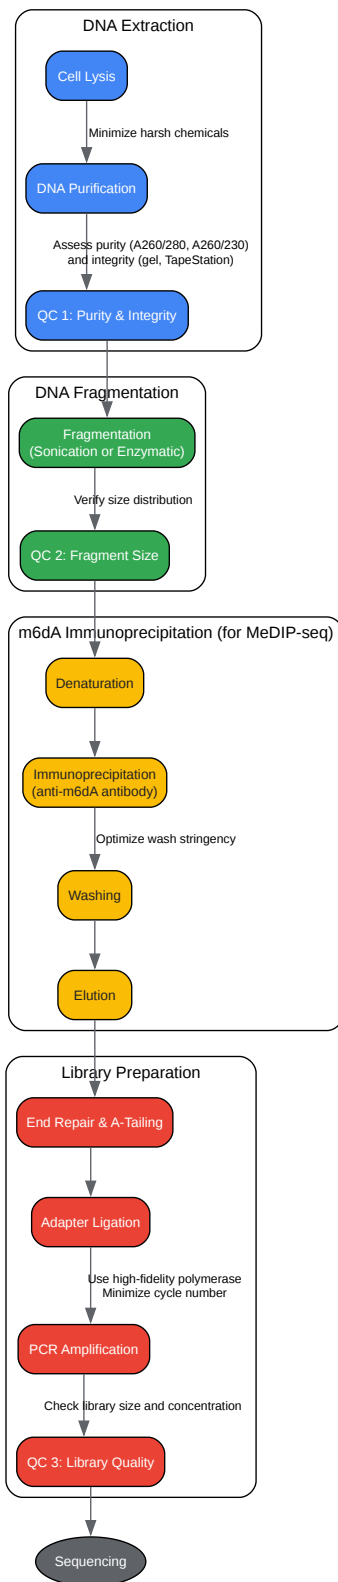 DNA Extraction
Cell Lysis
Minimize harsh chemicals
DNA Purification
Assess purity (A260/280, A260/230)
and integrity (gel, TapeStation)
QC 1: Purity & Integrity
DNA Fragmentation
Fragmentation
(Sonication or Enzymatic)
Verify size distribution
QC 2: Fragment Size
m6dA Immunoprecipitation (for MeDIP-seq)
Denaturation
Immunoprecipitation
(anti-m6dA antibody)
Optimize wash stringency
Washing
Elution
Library Preparation
End Repair & A-Tailing
Adapter Ligation
Use high-fidelity polymerase
Minimize cycle number
PCR Amplification
Check library size and concentration
QC 3: Library Quality
Sequencing